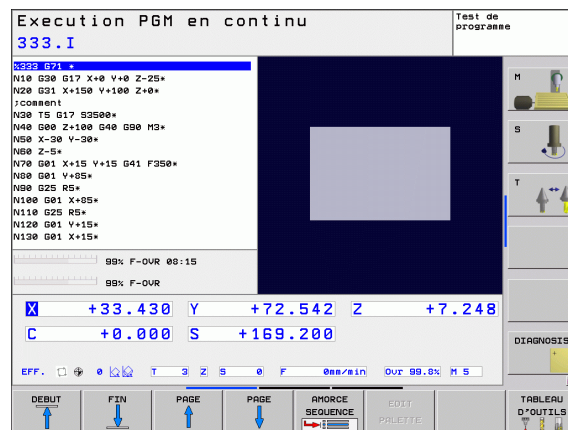 Execution PGM en continu
Test de
programme
333.I
%333 G71 *
N10 G30 G17 X+0 Y+0 Z-25*
N20 G31 X+150 Y+100 Z+0*
;comment
N30 T5 G17 S3500*
N40 G00 Z+100 G40 G90 M3*
N50 X-30 Y-30*
N60 Z-5*
N70 G01 X+15 Y+15 G41 F350*
N80 G01 Y+85*
N90 G25 R5*
N100 G01 X+85*
N110 G25 R5*
N120 G01 Y+15*
N130 G01 X+15*
M
S
T
99% F-OVR 08:15
99% F-OVR
X +33.430 Y +72.542 Z +7.248
C +0.000 S +169.200
DIAGNOSIS
EFF. 0 T 3 Z S 0 F 0mm/min Ovr 99.8% M 5
DEBUT
FIN
PAGE
PAGE
AMORCE
SEQUENCE
EDIT
PALETTE
TABLEAU
D'OUTILS